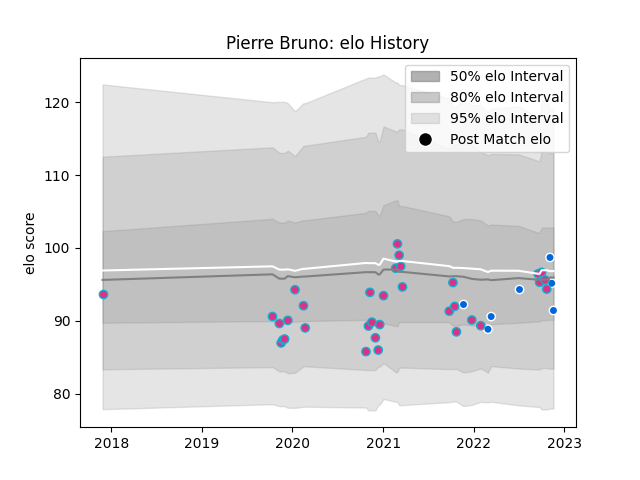 Pierre Bruno: elo History
50% elo Interval
80% elo Interval
95% elo Interval
Post Match elo
elo score
120
110
100
90
80
2018 2019 2020 2021 2022 2023